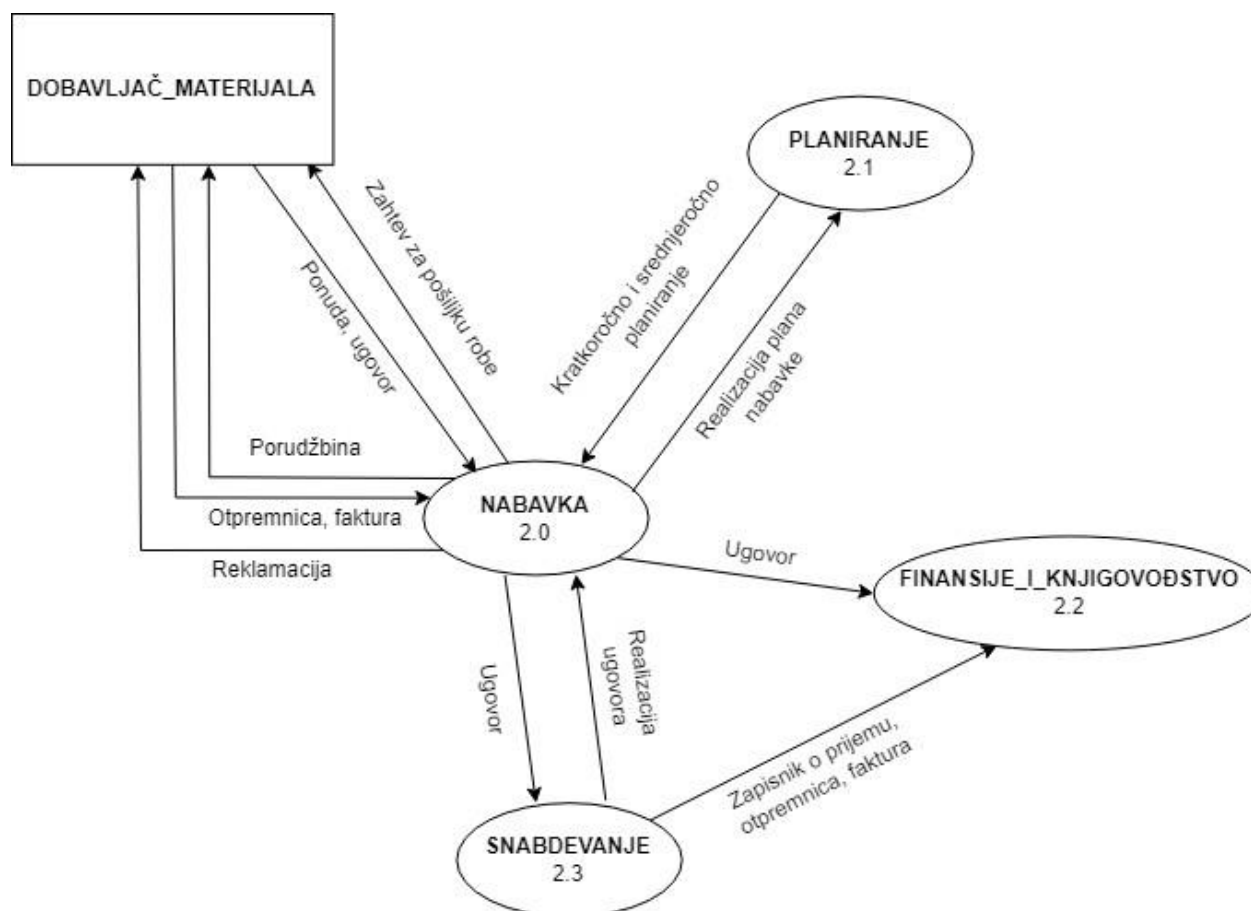 DOBAVLJAČ_MATERIJALA
PLANIRANJE
2.1
Zahtev za pošiljku robe
Ponuda, ugovor
Kratkoročno i srednjeročno
planiranje
Realizacija plana
nabavke
Porudžbina
Otpremnica, faktura
Reklamacija
NABAVKA
2.0
Ugovor
FINANSIJE_I_KNJIGOVOĐSTVO
2.2
Ugovor
Realizacija
ugovora
Zapisnik o prijemu,
otpremnica, faktura
SNABDEVANJE
2.3